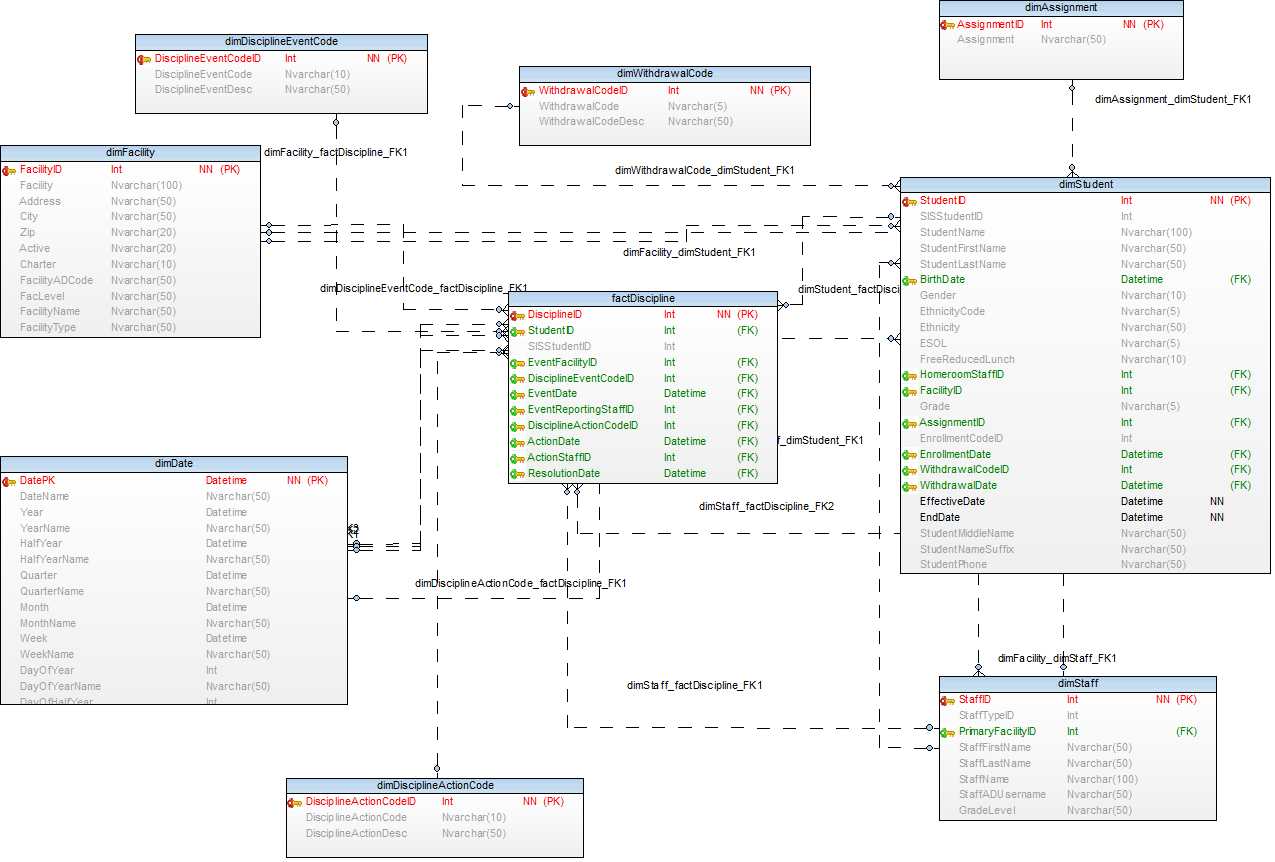 dimAssignment
AssignmentID Int NN (PK)
Assignment Nvarchar(50)
dimDisciplineEventCode
DisciplineEventCodeID Int NN (PK)
DisciplineEventCode Nvarchar(10)
DisciplineEventDesc Nvarchar(50)
dimWithdrawalCode
WithdrawalCodeID Int NN (PK)
WithdrawalCode Nvarchar(5)
WithdrawalCodeDesc Nvarchar(50)
dimAssignment_dimStudent_FK1
dimFacility
FacilityID Int NN (PK)
Facility Nvarchar(100)
Address Nvarchar(50)
City Nvarchar(50)
Zip Nvarchar(20)
Active Nvarchar(20)
Charter Nvarchar(10)
FacilityADCode Nvarchar(50)
FacLevel Nvarchar(50)
FacilityName Nvarchar(50)
FacilityType Nvarchar(50)
dimFacility_factDiscipline_FK1
dimWithdrawalCode_dimStudent_FK1
dimStudent
StudentID Int NN (PK)
SISStudentID Int
StudentName Nvarchar(100)
StudentFirstName Nvarchar(50)
StudentLastName Nvarchar(50)
BirthDate Datetime (FK)
Gender Nvarchar(10)
EthnicityCode Nvarchar(5)
Ethnicity Nvarchar(50)
ESOL Nvarchar(5)
FreeReducedLunch Nvarchar(10)
HomeroomStaffID Int (FK)
FacilityID Int (FK)
Grade Nvarchar(5)
AssignmentID Int (FK)
EnrollmentCodeID Int
EnrollmentDate Datetime (FK)
WithdrawalCodeID Int (FK)
WithdrawalDate Datetime (FK)
EffectiveDate Datetime NN
EndDate Datetime NN
StudentMiddleName Nvarchar(50)
StudentNameSuffix Nvarchar(50)
StudentPhone Nvarchar(50)
dimFacility_dimStudent_FK1
dimDisciplineEventCode_factDiscipline_FK1
dimStudent_factDisci
factDiscipline
DisciplineID Int NN (PK)
StudentID Int (FK)
SISStudentID Int
EventFacilityID Int (FK)
DisciplineEventCodeID Int (FK)
EventDate Datetime (FK)
EventReportingStaffID Int (FK)
DisciplineActionCodeID Int (FK)
ActionDate Datetime (FK)
ActionStaffID Int (FK)
ResolutionDate Datetime (FK)
f_dimStudent_FK1
dimDate
DatePK Datetime NN (PK)
DateName Nvarchar(50)
Year Datetime
YearName Nvarchar(50)
HalfYear Datetime
HalfYearName Nvarchar(50)
Quarter Datetime
QuarterName Nvarchar(50)
Month Datetime
MonthName Nvarchar(50)
Week Datetime
WeekName Nvarchar(50)
DayOfYear Int
DayOfYearName Nvarchar(50)
DayOfHalfYear Int
dimStaff_factDiscipline_FK2
dimDisciplineActionCode_factDiscipline_FK1
dimFacility_dimStaff_FK1
dimStaff_factDiscipline_FK1
dimStaff
StaffID Int NN (PK)
StaffTypeID Int
PrimaryFacilityID Int (FK)
StaffFirstName Nvarchar(50)
StaffLastName Nvarchar(50)
StaffName Nvarchar(100)
StaffADUsername Nvarchar(50)
GradeLevel Nvarchar(50)
dimDisciplineActionCode
DisciplineActionCodeID Int NN (PK)
DisciplineActionCode Nvarchar(10)
DisciplineActionDesc Nvarchar(50)